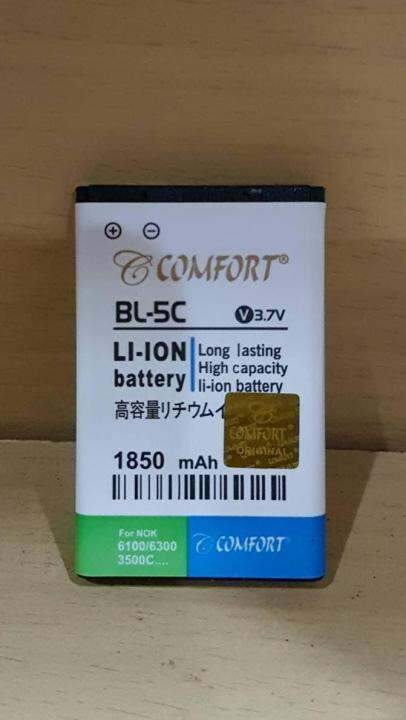 ⊕ ⊖
COMFORT®
BL-5C
V 3.7V
LI-ION
battery
Long lasting
High capacity
li-ion battery
高容量リチウムイ
COMFORT
ORIGINAL
1850 mAh
For NOK
6100/6300
3500C....
COMFORT